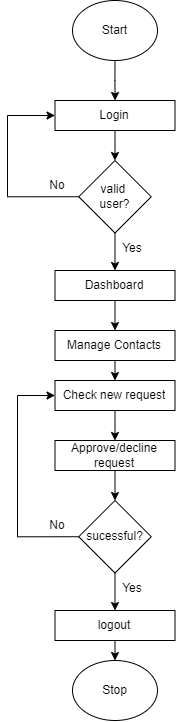 Start
Login
No
valid
user?
Yes
Dashboard
Manage Contacts
Check new request
Approve/decline
request
No
sucessful?
Yes
logout
Stop